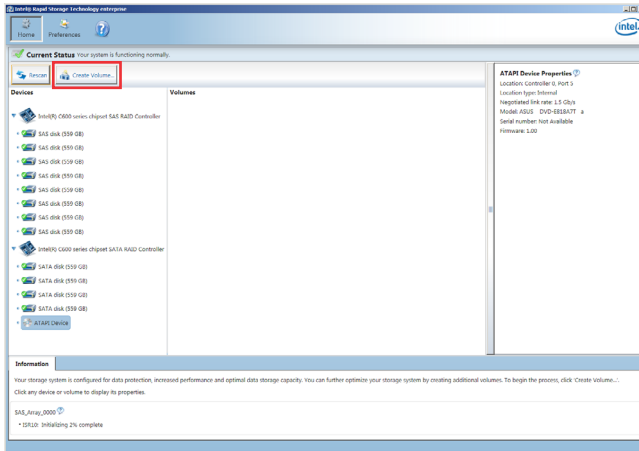 Intel® Rapid Storage Technology enterprise
Home
Preferences
intel
Current Status Your system is functioning normally.
Rescan
Create Volume...
Devices
Volumes
Intel(R) C600 series chipset SAS RAID Controller
SAS disk (559 GB)
SAS disk (559 GB)
SAS disk (559 GB)
SAS disk (559 GB)
SAS disk (559 GB)
SAS disk (559 GB)
SAS disk (559 GB)
SAS disk (559 GB)
Intel(R) C600 series chipset SATA RAID Controller
SATA disk (559 GB)
SATA disk (559 GB)
SATA disk (559 GB)
SATA disk (559 GB)
ATAPI Device
ATAPI Device Properties
Location: Controller 0, Port 5
Location type: Internal
Negotiated link rate: 1.5 Gb/s
Model: ASUS DVD-E818A7T a
Serial number: Not Available
Firmware: 1.00
Information
Your storage system is configured for data protection, increased performance and optimal data storage capacity. You can further optimize your storage system by creating additional volumes. To begin the process, click 'Create Volume...'.
Click any device or volume to display its properties.
SAS_Array_0000
• ISR10: Initializing 2% complete